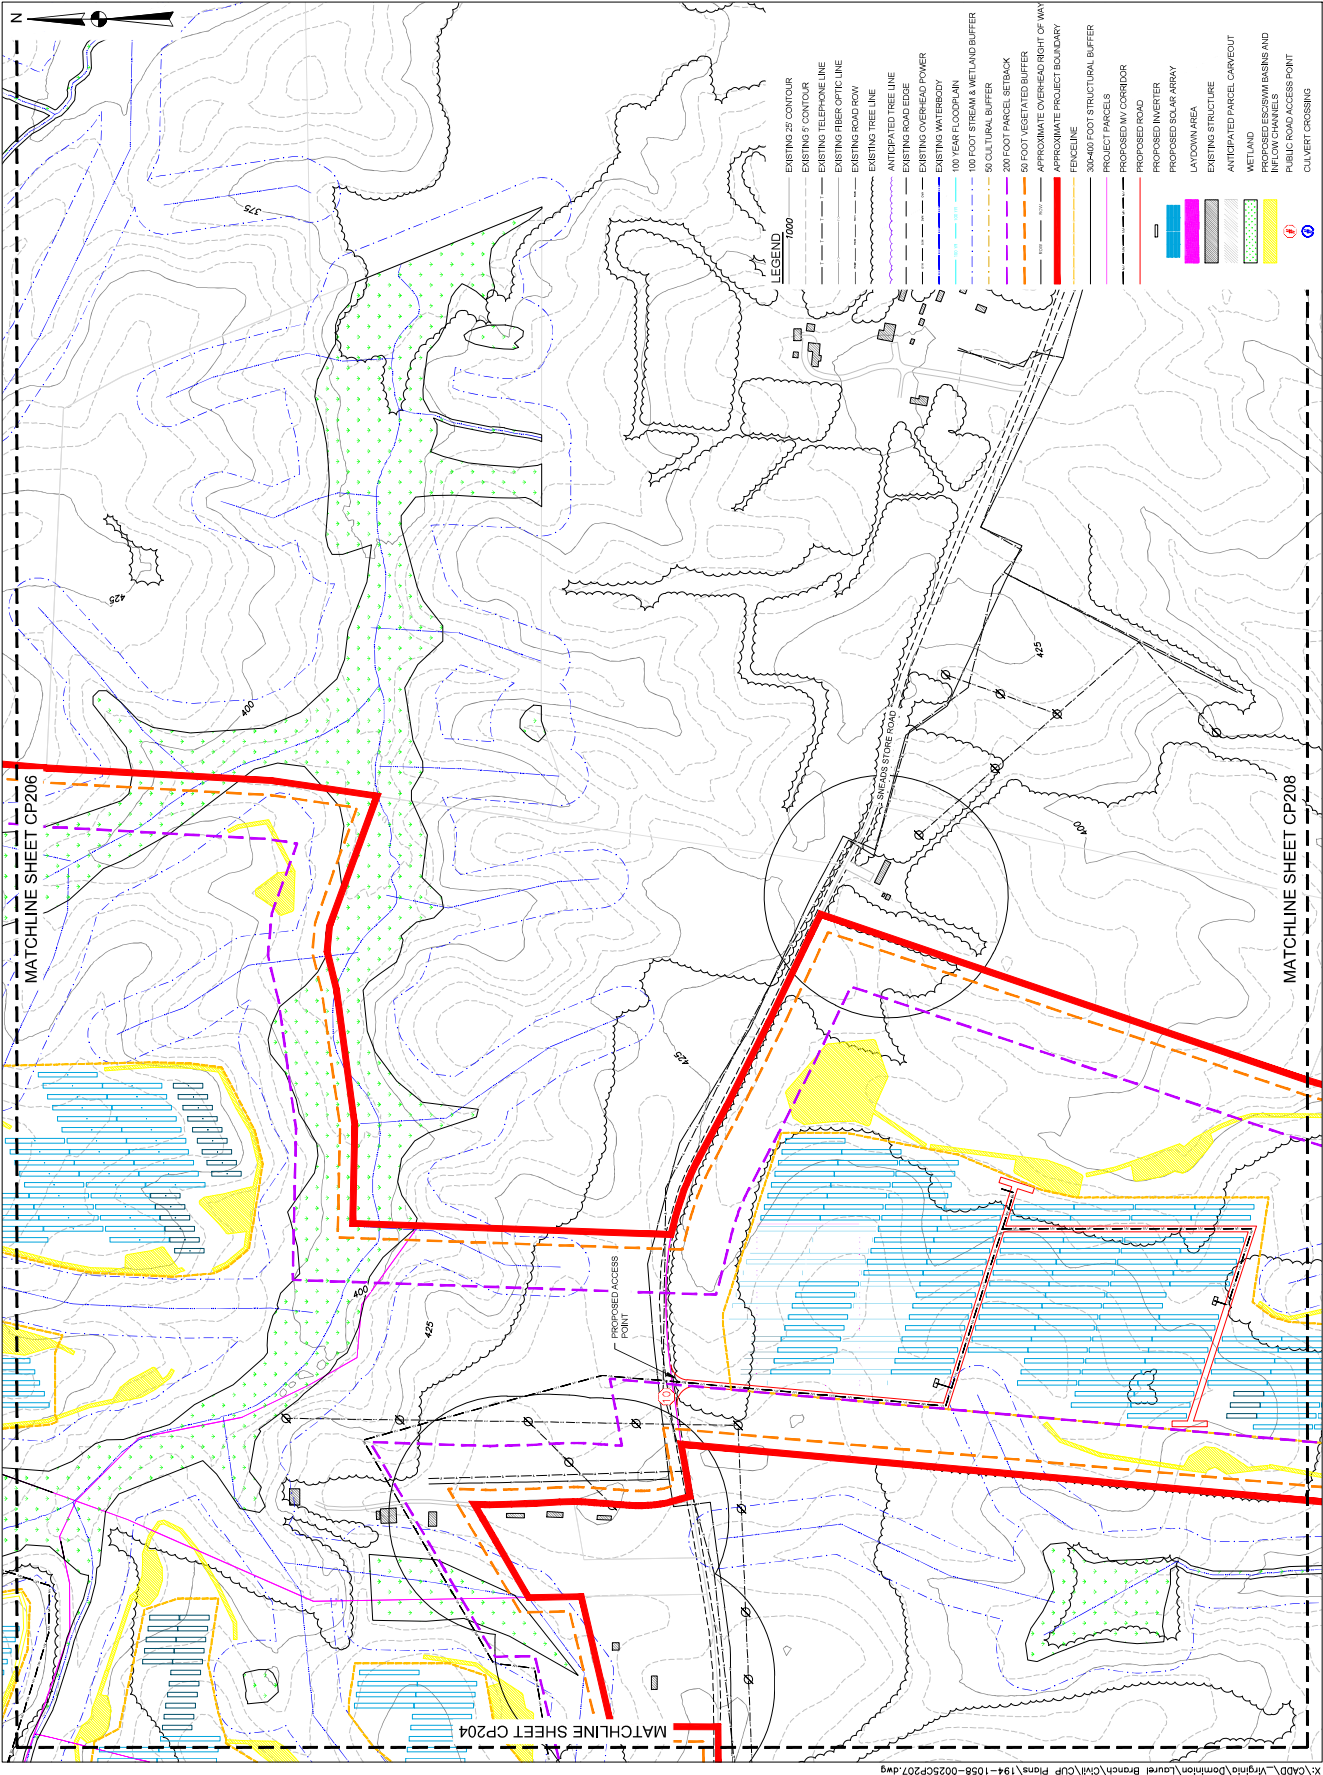 N
MATCHLINE SHEET CP206
375
425
400
400
425
425
425
400
SNEADS STORE ROAD
PROPOSED ACCESS
POINT
10
MATCHLINE SHEET CP208
MATCHLINE SHEET CP204
LEGEND
1000
EXISTING 25' CONTOUR
EXISTING 5' CONTOUR
EXISTING TELEPHONE LINE
EXISTING FIBER OPTIC LINE
EXISTING ROAD ROW
EXISTING TREE LINE
ANTICIPATED TREE LINE
EXISTING ROAD EDGE
EXISTING OVERHEAD POWER
EXISTING WATERBODY
100 YEAR FLOODPLAIN
100 FOOT STREAM & WETLAND BUFFER
50 CULTURAL BUFFER
200 FOOT PARCEL SETBACK
50 FOOT VEGETATED BUFFER
APPROXIMATE OVERHEAD RIGHT OF WAY
APPROXIMATE PROJECT BOUNDARY
FENCELINE
300-400 FOOT STRUCTURAL BUFFER
PROJECT PARCELS
PROPOSED MV CORRIDOR
PROPOSED ROAD
PROPOSED INVERTER
PROPOSED SOLAR ARRAY
LAYDOWN AREA
EXISTING STRUCTURE
ANTICIPATED PARCEL CARVEOUT
WETLAND
PROPOSED ESC/SWM BASINS AND
INFLOW CHANNELS
PUBLIC ROAD ACCESS POINT
CULVERT CROSSING
X:\CADD\_Virginia\Dominion\Laurel Branch\Civil\CUP Plans\194-1058-0025CP207.dwg